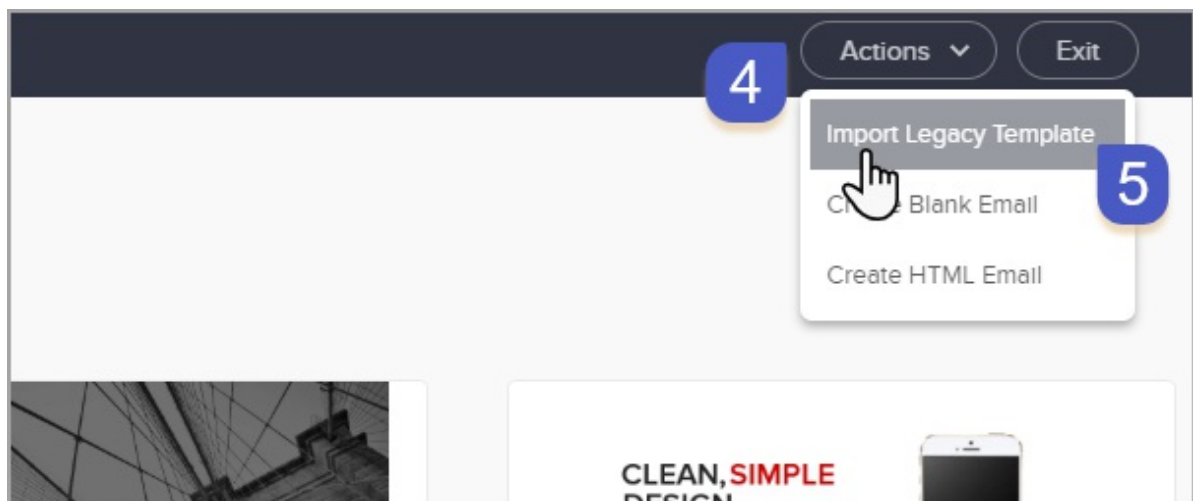 4
Actions
Exit
Import Legacy Template
5
Blank Email
Create HTML Email
CLEAN, SIMPLE
DESIGN